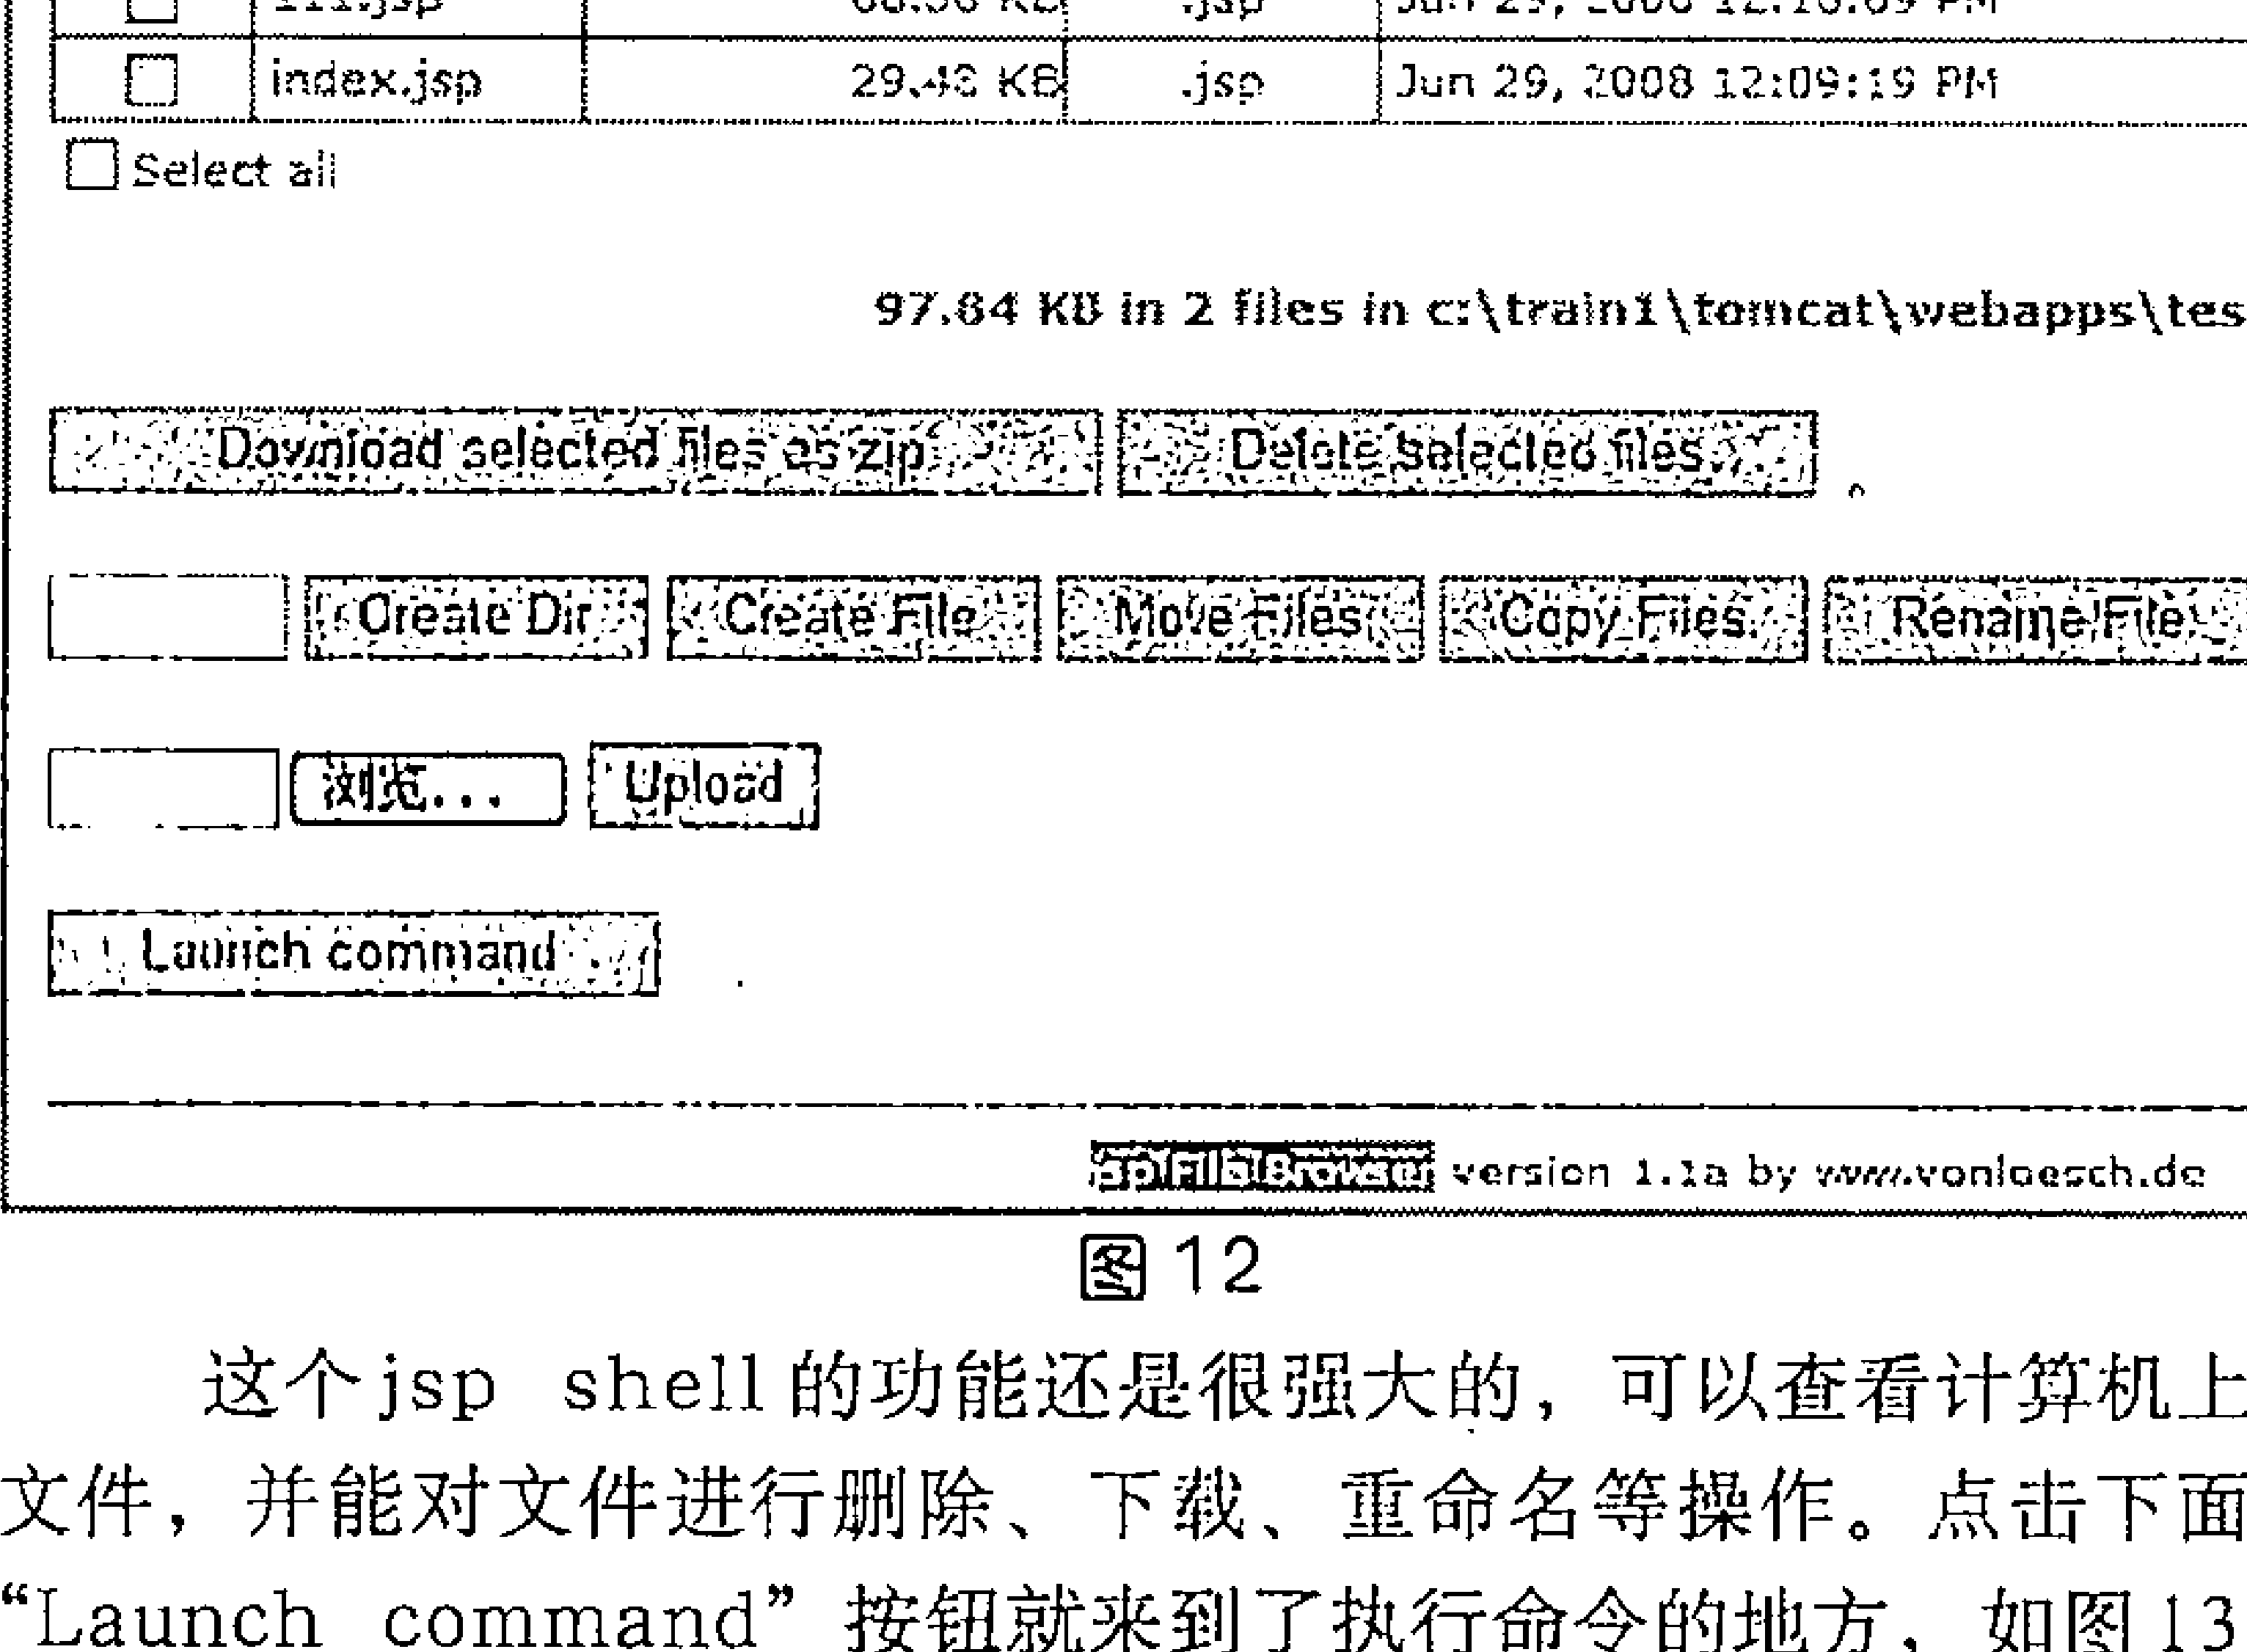 .jsp
index.jsp 29.48 KB .jsp Jun 29, 2008 12:09:19 PM
Select all
97.84 KB in 2 files in c:\train1\tomcat\webapps\tes
Download selected files as zip Delete selected files
Create Dir Create File Move Files Copy Files Rename File
浏览... Upload
Launch command
jsp File Browser version 1.1a by www.vonloesch.de
图 12
这个jsp shell的功能还是很强大的，可以查看计算机上
文件，并能对文件进行删除、下载、重命名等操作。点击下面
“Launch command”按钮就来到了执行命令的地方，如图13